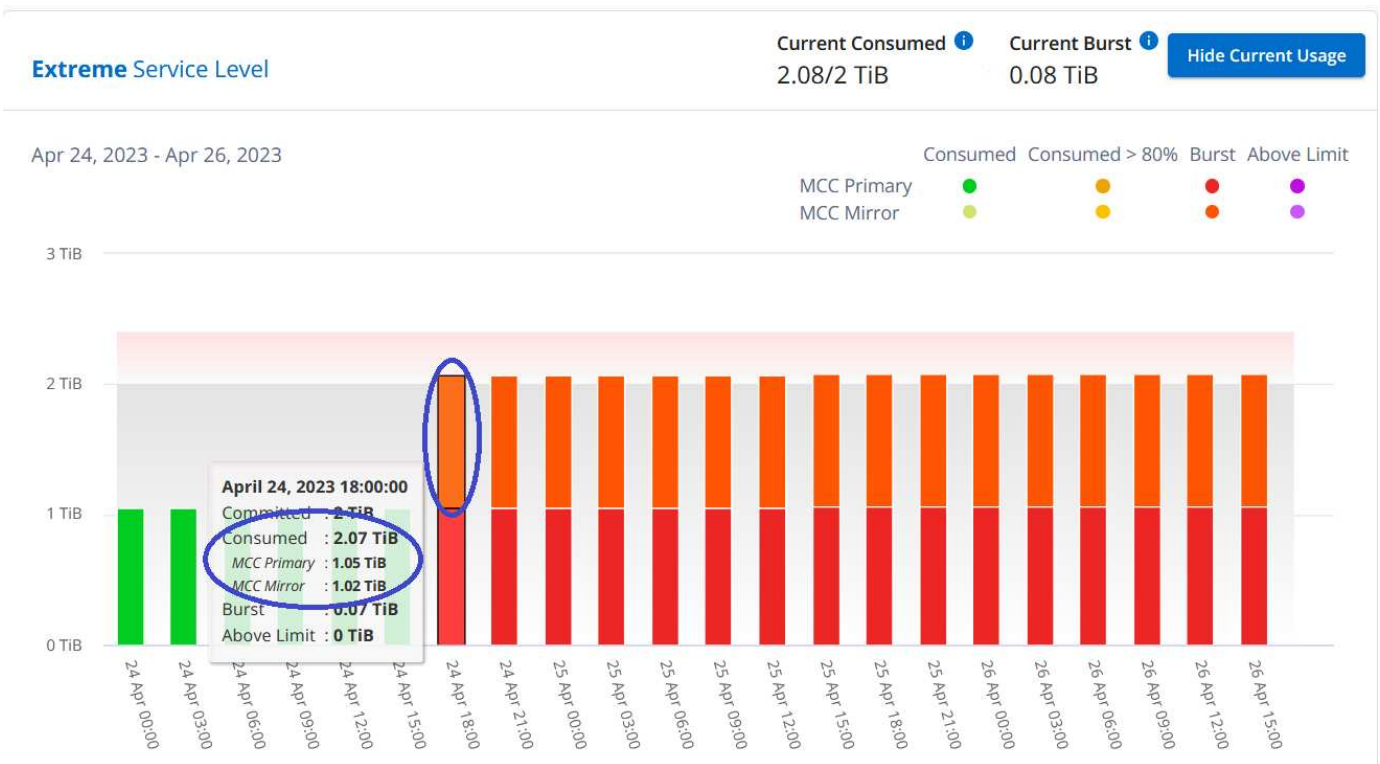 Extreme Service Level
Current Consumed
2.08/2 TiB
Current Burst
0.08 TiB
Hide Current Usage
Apr 24, 2023 - Apr 26, 2023
Consumed Consumed > 80% Burst Above Limit
MCC Primary
MCC Mirror
3 TiB
2 TiB
1 TiB
0 TiB
April 24, 2023 18:00:00
Committed : 2 TiB
Consumed : 2.07 TiB
MCC Primary : 1.05 TiB
MCC Mirror : 1.02 TiB
Burst : 0.07 TiB
Above Limit : 0 TiB
24 Apr 00:00
24 Apr 03:00
24 Apr 06:00
24 Apr 09:00
24 Apr 12:00
24 Apr 15:00
24 Apr 18:00
24 Apr 21:00
25 Apr 00:00
25 Apr 03:00
25 Apr 06:00
25 Apr 09:00
25 Apr 12:00
25 Apr 15:00
25 Apr 18:00
25 Apr 21:00
26 Apr 00:00
26 Apr 03:00
26 Apr 06:00
26 Apr 09:00
26 Apr 12:00
26 Apr 15:00